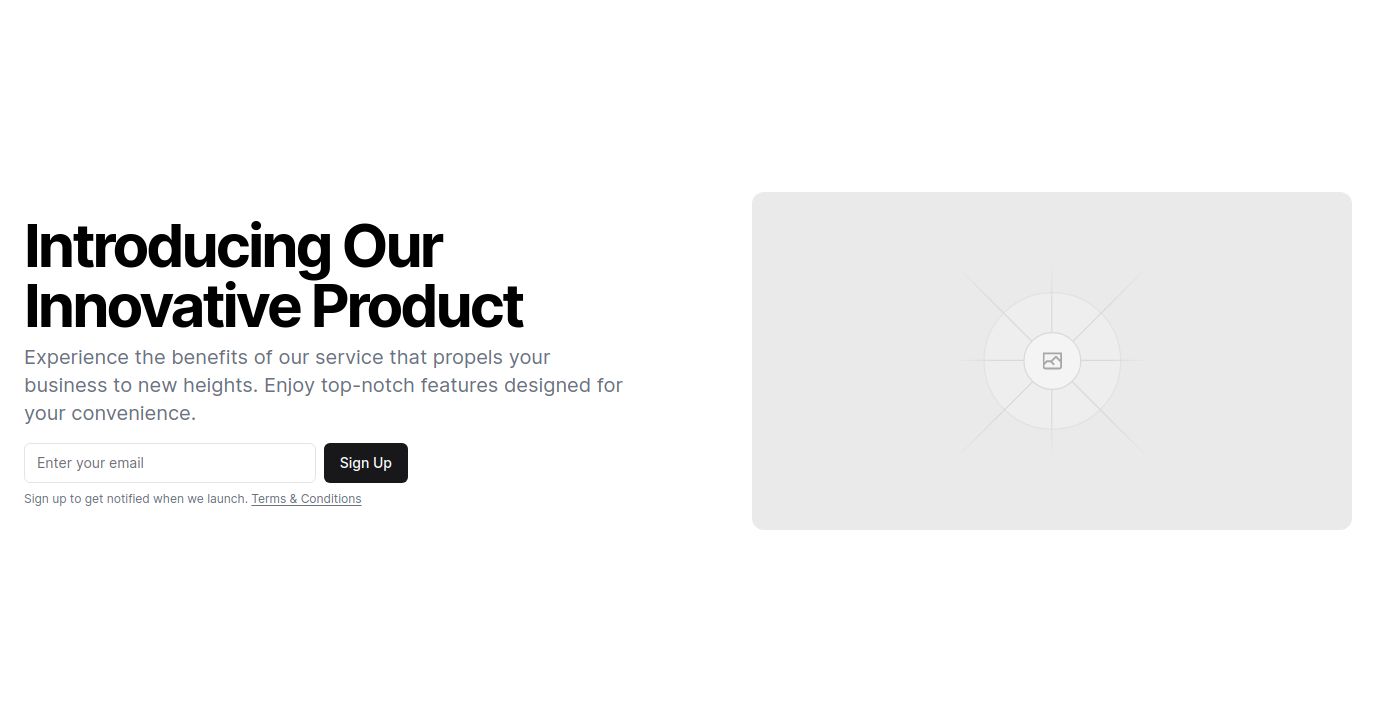 Introducing Our
Innovative Product
Experience the benefits of our service that propels your
business to new heights. Enjoy top-notch features designed for
your convenience.
Enter your email
Sign Up
Sign up to get notified when we launch. Terms & Conditions